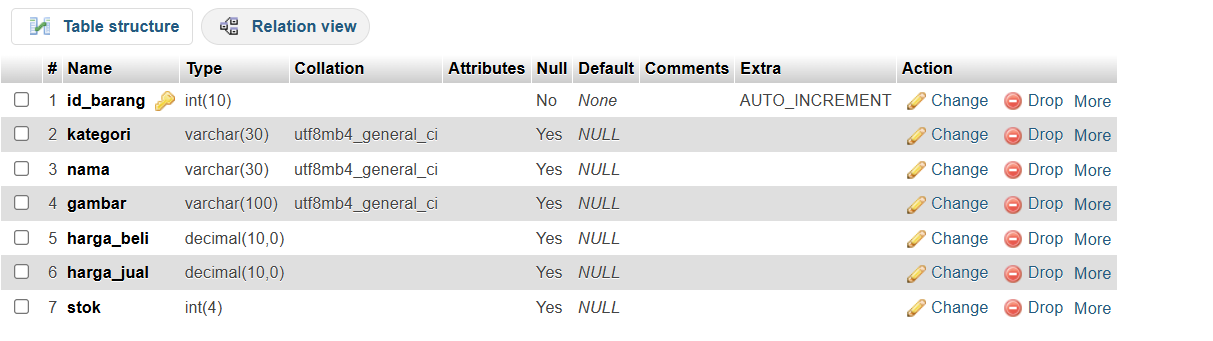 Table structure Relation view
# Name Type Collation Attributes Null Default Comments Extra Action
1 id_barang int(10) No None AUTO_INCREMENT Change Drop More
2 kategori varchar(30) utf8mb4_general_ci Yes NULL Change Drop More
3 nama varchar(30) utf8mb4_general_ci Yes NULL Change Drop More
4 gambar varchar(100) utf8mb4_general_ci Yes NULL Change Drop More
5 harga_beli decimal(10,0) Yes NULL Change Drop More
6 harga_jual decimal(10,0) Yes NULL Change Drop More
7 stok int(4) Yes NULL Change Drop More